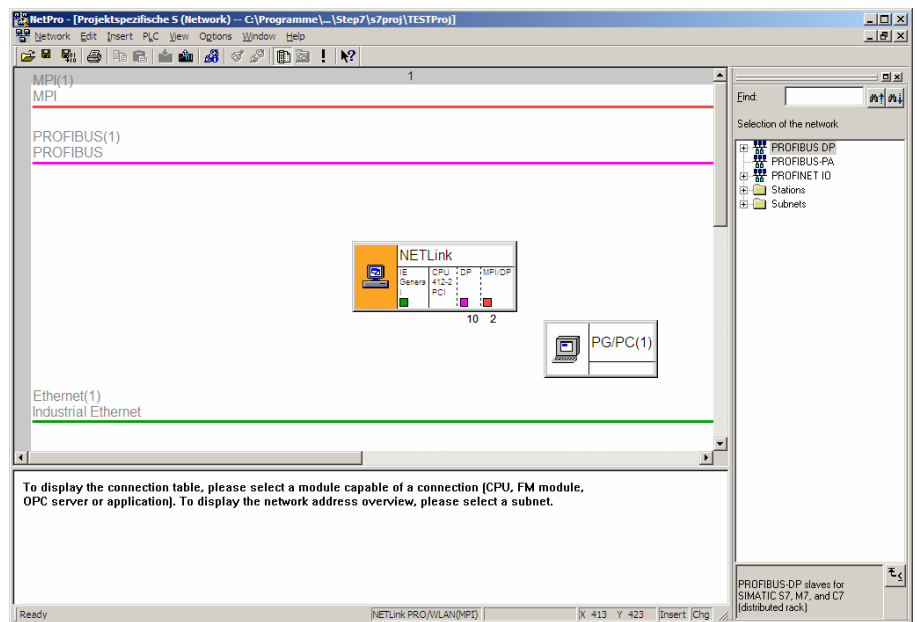 NetPro - [Projektspezifische S (Network) -- C:\Programme\...\Step7\s7proj\TESTProj]
Network Edit Insert PLC View Options Window Help
1
MPI(1)
MPI
PROFIBUS(1)
PROFIBUS
NETLink
IE Genera l
CPU 412-2 PCI
DP
MPI/DP
10 2
PG/PC(1)
Ethernet(1)
Industrial Ethernet
Find:
Selection of the network
PROFIBUS DP
PROFIBUS-PA
PROFINET IO
Stations
Subnets
To display the connection table, please select a module capable of a connection (CPU, FM module,
OPC server or application). To display the network address overview, please select a subnet.
PROFIBUS-DP slaves for
SIMATIC S7, M7, and C7
(distributed rack)
Ready
NETLink PRO/WLAN(MPI)
X 413 Y 423
Insert
Chg